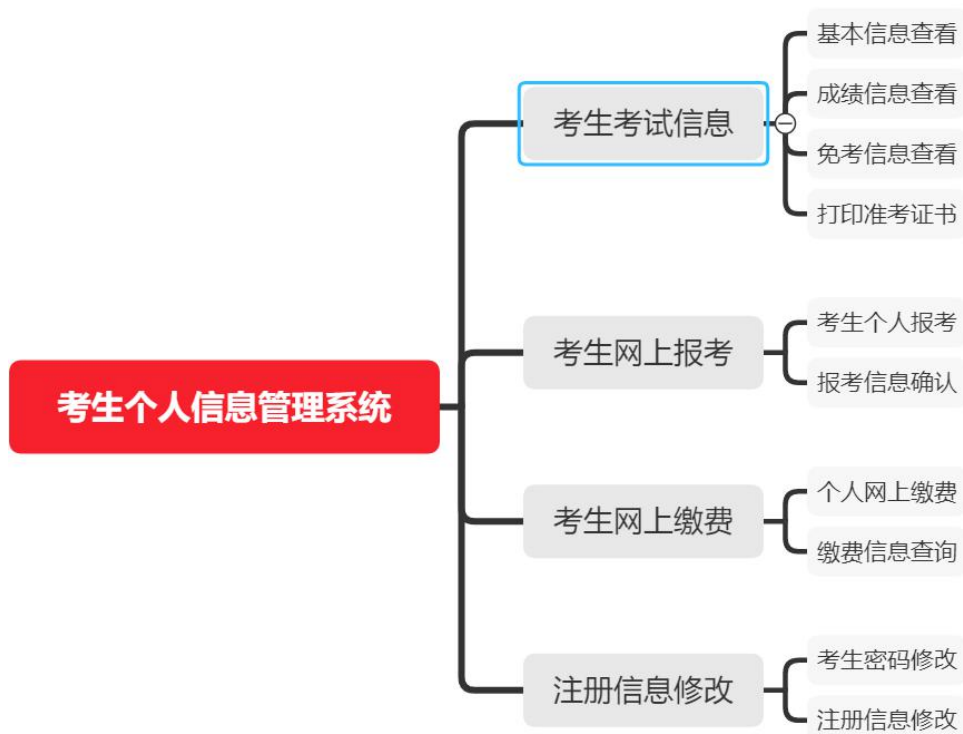 考生个人信息管理系统
考生考试信息
基本信息查看
成绩信息查看
免考信息查看
打印准考证书
考生网上报考
考生个人报考
报考信息确认
考生网上缴费
个人网上缴费
缴费信息查询
注册信息修改
考生密码修改
注册信息修改